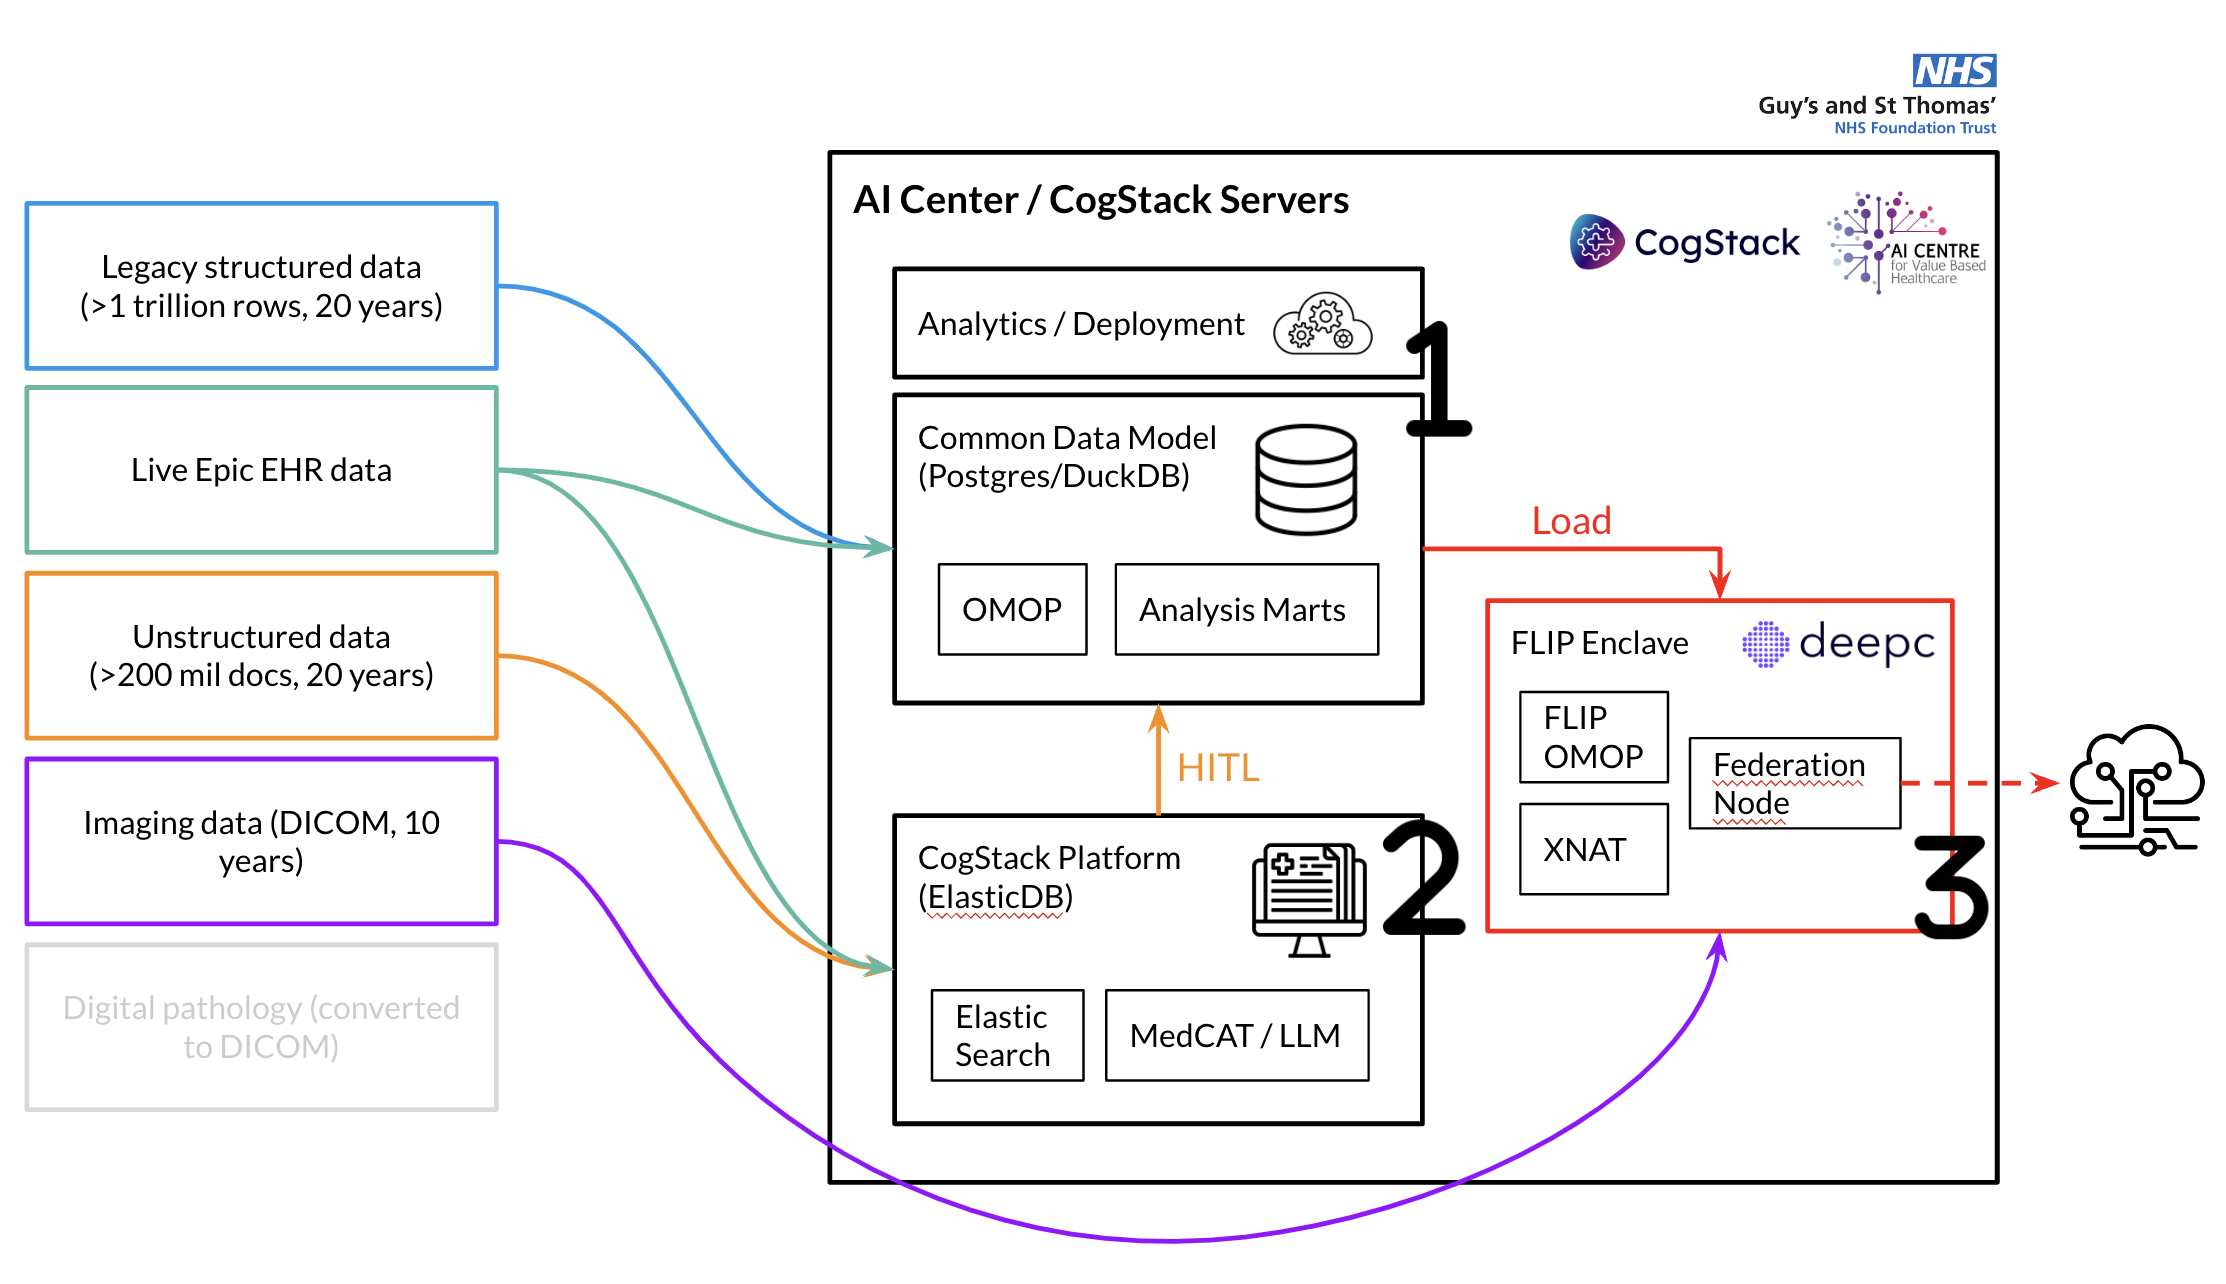 NHS
Guy's and St Thomas'
NHS Foundation Trust
AI Center / CogStack Servers
CogStack
AI CENTRE
for Value Based
Healthcare
Legacy structured data
(>1 trillion rows, 20 years)
Live Epic EHR data
Unstructured data
(>200 mil docs, 20 years)
Imaging data (DICOM, 10
years)
Digital pathology (converted
to DICOM)
Analytics / Deployment
1
Common Data Model
(Postgres/DuckDB)
OMOP
Analysis Marts
HITL
CogStack Platform
(ElasticDB)
2
Elastic
Search
MedCAT / LLM
Load
FLIP Enclave
deepc
FLIP
OMOP
XNAT
Federation
Node
3